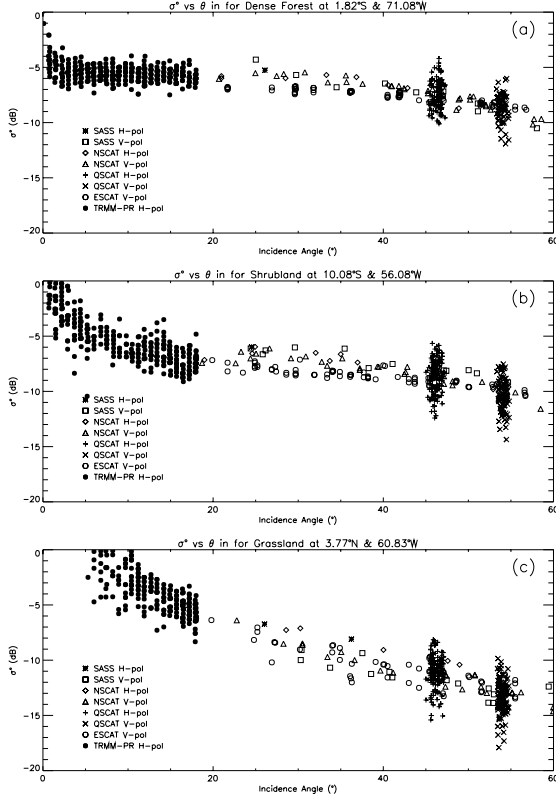 σ° vs θ in for Dense Forest at 1.82°S & 71.08°W
0
(a)
−5
−10
−15
−20
σ° (dB)
✱ SASS H-pol
□ SASS V-pol
◇ NSCAT H-pol
△ NSCAT V-pol
+ QSCAT H-pol
× QSCAT V-pol
○ ESCAT V-pol
● TRMM-PR H-pol
0 20 40 60
Incidence Angle (°)
σ° vs θ in for Shrubland at 10.08°S & 56.08°W
0
(b)
−5
−10
−15
−20
σ° (dB)
✱ SASS H-pol
□ SASS V-pol
◇ NSCAT H-pol
△ NSCAT V-pol
+ QSCAT H-pol
× QSCAT V-pol
○ ESCAT V-pol
● TRMM-PR H-pol
0 20 40 60
Incidence Angle (°)
σ° vs θ in for Grassland at 3.77°N & 60.83°W
0
(c)
−5
−10
−15
−20
σ° (dB)
✱ SASS H-pol
□ SASS V-pol
◇ NSCAT H-pol
△ NSCAT V-pol
+ QSCAT H-pol
× QSCAT V-pol
○ ESCAT V-pol
● TRMM-PR H-pol
0 20 40 60
Incidence Angle (°)